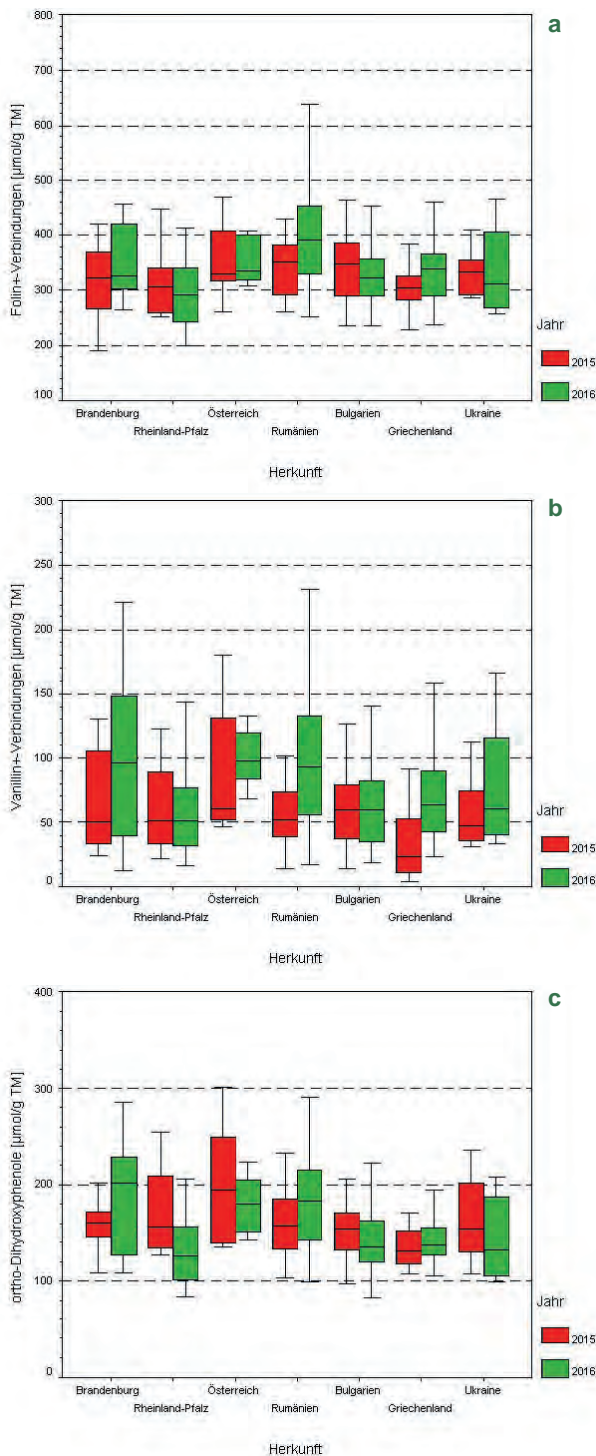 a
Folin+-Verbindungen [µmol/g TM]
800
700
600
500
400
300
200
100
Brandenburg
Rheinland-Pfalz
Österreich
Rumänien
Bulgarien
Griechenland
Ukraine
Herkunft
Jahr
2015
2016
b
Vanillin+-Verbindungen [µmol/g TM]
300
250
200
150
100
50
0
Brandenburg
Rheinland-Pfalz
Österreich
Rumänien
Bulgarien
Griechenland
Ukraine
Herkunft
Jahr
2015
2016
c
ortho-Dihydroxyphenole [µmol/g TM]
400
300
200
100
0
Brandenburg
Rheinland-Pfalz
Österreich
Rumänien
Bulgarien
Griechenland
Ukraine
Herkunft
Jahr
2015
2016